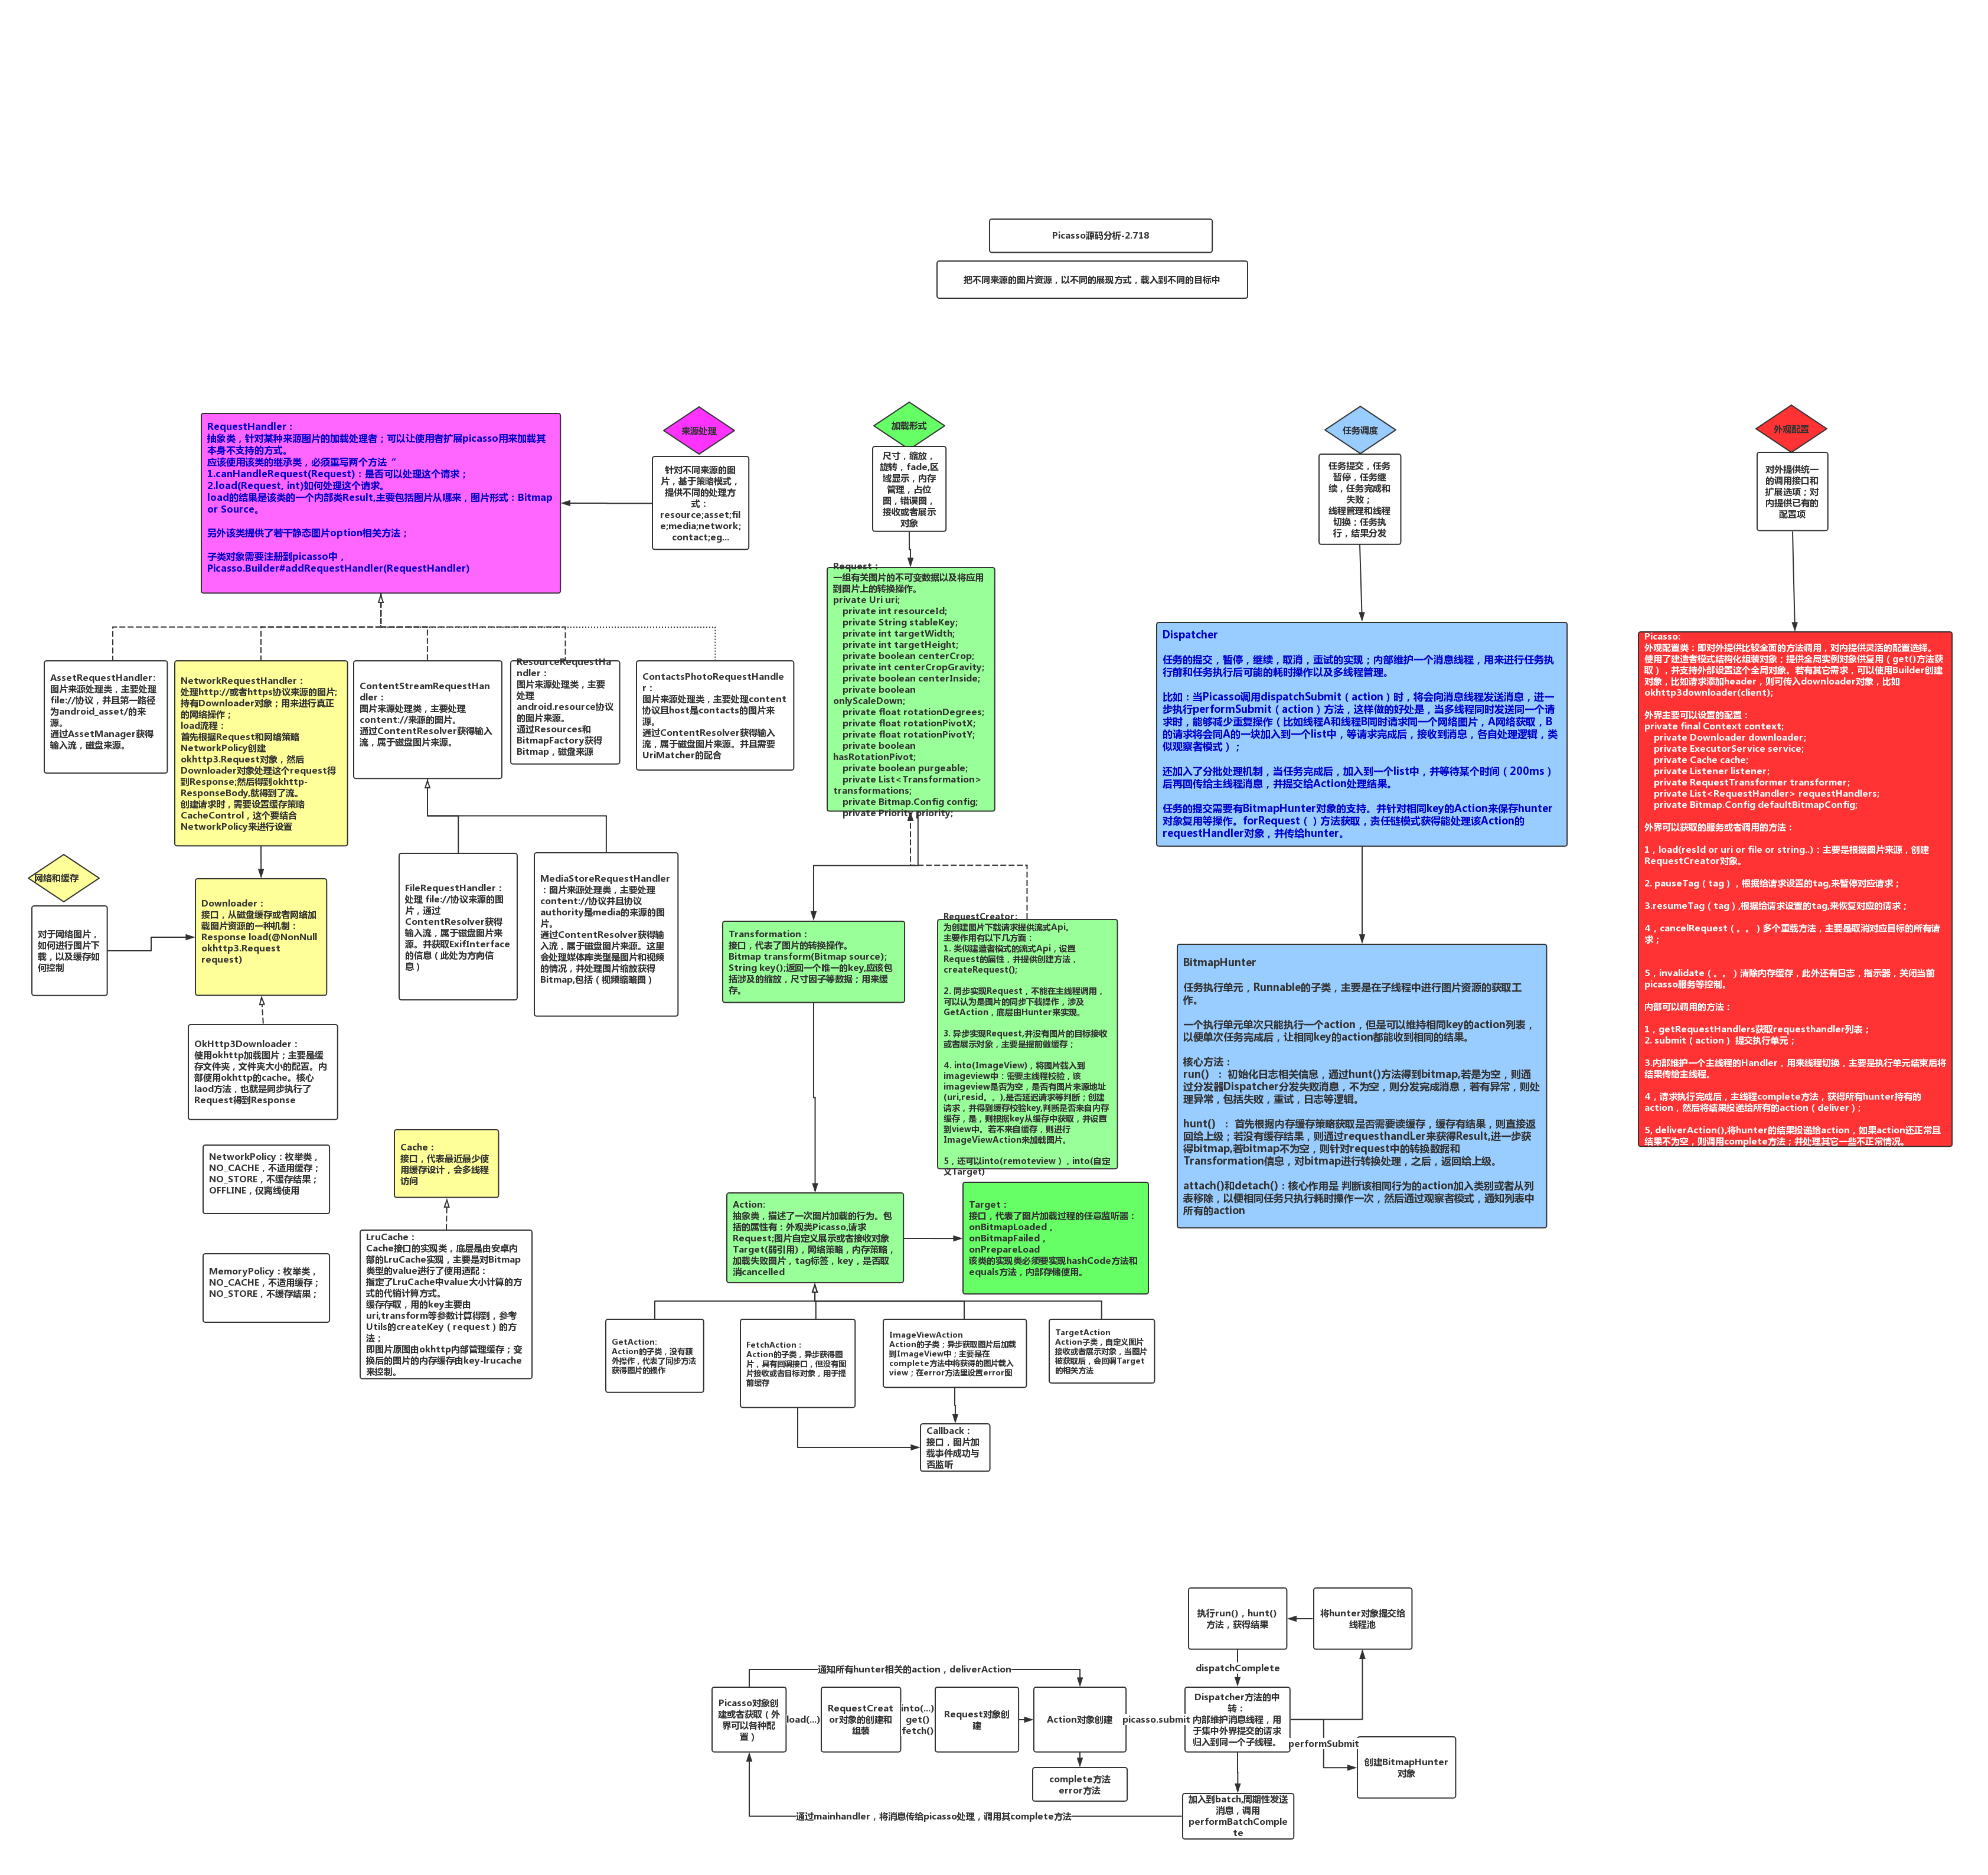 Picasso源码分析-2.718
把不同来源的图片资源，以不同的展现方式，载入到不同的目标中
RequestHandler：
抽象类，针对某种来源图片的加载处理者；可以让使用者扩展picasso用来加载其
本身不支持的方式。
应该使用该类的继承类，必须重写两个方法“
1.canHandleRequest(Request)：是否可以处理这个请求；
2.load(Request, int)如何处理这个请求。
load的结果是该类的一个内部类Result,主要包括图片从哪来，图片形式：Bitmap
or Source。
另外该类提供了若干静态图片option相关方法；
子类对象需要注册到picasso中，
Picasso.Builder#addRequestHandler(RequestHandler)
来源处理
针对不同来源的图
片，基于策略模式，
提供不同的处理方
式：
resource;asset;fil
e;media;network;
contact;eg...
加载形式
尺寸，缩放，
旋转，fade,区
域显示，内存
管理，占位
图，错误图，
接收或者展示
对象
任务调度
任务提交，任务
暂停，任务继
续，任务完成和
失败；
线程管理和线程
切换；任务执
行，结果分发
外观配置
对外提供统一
的调用接口和
扩展选项；对
内提供已有的
配置项
AssetRequestHandler:
图片来源处理类，主要处理
file://协议，并且第一路径
为android_asset/的来
源。
通过AssetManager获得
输入流，磁盘来源。
NetworkRequestHandler：
处理http://或者https协议来源的图片;
持有Downloader对象；用来进行真正
的网络操作；
load流程：
首先根据Request和网络策略
NetworkPolicy创建
okhttp3.Request对象，然后
Downloader对象处理这个request得
到Response;然后得到okhttp-
ResponseBody,就得到了流。
创建请求时，需要设置缓存策略
CacheControl，这个要结合
NetworkPolicy来进行设置
ContentStreamRequestHan
dler：
图片来源处理类，主要处理
content://来源的图片。
通过ContentResolver获得输入
流，属于磁盘图片来源。
ResourceRequestHa
ndler：
图片来源处理类，主要
处理
android.resource协议
的图片来源。
通过Resources和
BitmapFactory获得
Bitmap，磁盘来源
ContactsPhotoRequestHandle
r：
图片来源处理类，主要处理content
协议且host是contacts的图片来
源。
通过ContentResolver获得输入
流，属于磁盘图片来源。并且需要
UriMatcher的配合
FileRequestHandler：
处理 file://协议来源的图
片，通过
ContentResolver获得
输入流，属于磁盘图片来
源。并获取ExifInterface
的信息（此处为方向信
息）
MediaStoreRequestHandler
：图片来源处理类，主要处理
content://协议并且协议
authority是media的来源的图
片。
通过ContentResolver获得输
入流，属于磁盘图片来源。这里
会处理媒体库类型是图片和视频
的情况，并处理图片缩放获得
Bitmap,包括（视频缩略图）
网络和缓存
对于网络图片，
如何进行图片下
载，以及缓存如
何控制
Downloader：
接口，从磁盘缓存或者网络加
载图片资源的一种机制：
Response load(@NonNull
okhttp3.Request
request)
OkHttp3Downloader：
使用okhttp加载图片；主要是缓
存文件夹，文件夹大小的配置。内
部使用okhttp的cache。核心
laod方法，也就是同步执行了
Request得到Response
NetworkPolicy：枚举类，
NO_CACHE，不适用缓存；
NO_STORE，不缓存结果；
OFFLINE，仅离线使用
MemoryPolicy：枚举类，
NO_CACHE，不适用缓存；
NO_STORE，不缓存结果；
Cache：
接口，代表最近最少使
用缓存设计，会多线程
访问
LruCache：
Cache接口的实现类，底层是由安卓内
部的LruCache实现，主要是对Bitmap
类型的value进行了使用适配：
指定了LruCache中value大小计算的方
式的代销计算方式。
缓存存取，用的key主要由
uri,transform等参数计算得到，参考
Utils的createKey（request）的方
法；
即图片原图由okhttp内部管理缓存；变
换后的图片的内存缓存由key-lrucache
来控制。
Request：
一组有关图片的不可变数据以及将应用
到图片上的转换操作。
private Uri uri;
private int resourceId;
private String stableKey;
private int targetWidth;
private int targetHeight;
private boolean centerCrop;
private int centerCropGravity;
private boolean centerInside;
private boolean
onlyScaleDown;
private float rotationDegrees;
private float rotationPivotX;
private float rotationPivotY;
private boolean
hasRotationPivot;
private boolean purgeable;
private List<Transformation>
transformations;
private Bitmap.Config config;
private Priority priority;
Transformation：
接口，代表了图片的转换操作。
Bitmap transform(Bitmap source);
String key();返回一个唯一的key,应该包
括涉及的缩放，尺寸因子等数据；用来缓
存。
RequestCreator：
为创建图片下载请求提供流式Api。
主要作用有以下几方面：
1. 类似建造者模式的流式Api，设置
Request的属性，并提供创建方法，
createRequest();
2. 同步实现Request，不能在主线程调用，
可以认为是图片的同步下载操作，涉及
GetAction，底层由Hunter来实现。
3. 异步实现Request,并没有图片的目标接收
或者展示对象，主要是提前做缓存；
4. into(ImageView)，将图片载入到
imageview中：需要主线程校验，该
imageview是否为空，是否有图片来源地址
(uri,resid。。),是否延迟请求等判断；创建
请求，并得到缓存校验key,判断是否来自内存
缓存，是，则根据key从缓存中获取，并设置
到view中。若不来自缓存，则进行
ImageViewAction来加载图片。
5，还可以into(remoteview），into(自定
义Target)
Action:
抽象类，描述了一次图片加载的行为。包
括的属性有：外观类Picasso,请求
Request;图片自定义展示或者接收对象
Target(弱引用)，网络策略，内存策略，
加载失败图片，tag标签，key，是否取
消cancelled
Target：
接口，代表了图片加载过程的任意监听器：
onBitmapLoaded，
onBitmapFailed，
onPrepareLoad
该类的实现类必须要实现hashCode方法和
equals方法，内部存储使用。
GetAction:
Action的子类，没有额
外操作，代表了同步方法
获得图片的操作
FetchAction：
Action的子类，异步获得图
片，具有回调接口，但没有图
片接收或者目标对象，用于提
前缓存
ImageViewAction
Action的子类；异步获取图片后加载
到ImageView中；主要是在
complete方法中将获得的图片载入
view；在error方法里设置error图
TargetAction
Action子类，自定义图片
接收或者展示对象，当图片
被获取后，会回调Target
的相关方法
Callback：
接口，图片加
载事件成功与
否监听
Dispatcher
任务的提交，暂停，继续，取消，重试的实现；内部维护一个消息线程，用来进行任务执
行前和任务执行后可能的耗时操作以及多线程管理。
比如：当Picasso调用dispatchSubmit（action）时，将会向消息线程发送消息，进一
步执行performSubmit（action）方法，这样做的好处是，当多线程同时发送同一个请
求时，能够减少重复操作（比如线程A和线程B同时请求同一个网络图片，A网络获取，B
的请求将会同A的一块加入到一个list中，等请求完成后，接收到消息，各自处理逻辑，类
似观察者模式）；
还加入了分批处理机制，当任务完成后，加入到一个list中，并等待某个时间（200ms）
后再回传给主线程消息，并提交给Action处理结果。
任务的提交需要有BitmapHunter对象的支持。并针对相同key的Action来保存hunter
对象复用等操作。forRequest（）方法获取，责任链模式获得能处理该Action的
requestHandler对象，并传给hunter。
BitmapHunter
任务执行单元，Runnable的子类，主要是在子线程中进行图片资源的获取工
作。
一个执行单元单次只能执行一个action，但是可以维持相同key的action列表，
以便单次任务完成后，让相同key的action都能收到相同的结果。
核心方法：
run() ： 初始化日志相关信息，通过hunt()方法得到bitmap,若是为空，则通
过分发器Dispatcher分发失败消息，不为空，则分发完成消息，若有异常，则处
理异常，包括失败，重试，日志等逻辑。
hunt() ： 首先根据内存缓存策略获取是否需要读缓存，缓存有结果，则直接返
回给上级；若没有缓存结果，则通过requesthandLer来获得Result,进一步获
得bitmap,若bitmap不为空，则针对request中的转换数据和
Transformation信息，对bitmap进行转换处理，之后，返回给上级。
attach()和detach()：核心作用是 判断该相同行为的action加入类别或者从列
表移除，以便相同任务只执行耗时操作一次，然后通过观察者模式，通知列表中
所有的action
Picasso:
外观配置类：即对外提供比较全面的方法调用，对内提供灵活的配置选择。
使用了建造者模式结构化组装对象；提供全局实例对象供复用（get()方法获
取），并支持外部设置这个全局对象。若有其它需求，可以使用Builder创建
对象，比如请求添加header，则可传入downloader对象，比如
okhttp3downloader(client);
外界主要可以设置的配置：
private final Context context;
private Downloader downloader;
private ExecutorService service;
private Cache cache;
private Listener listener;
private RequestTransformer transformer;
private List<RequestHandler> requestHandlers;
private Bitmap.Config defaultBitmapConfig;
外界可以获取的服务或者调用的方法：
1，load(resId or uri or file or string..)：主要是根据图片来源，创建
RequestCreator对象。
2. pauseTag（tag），根据给请求设置的tag,来暂停对应请求；
3.resumeTag（tag）,根据给请求设置的tag,来恢复对应的请求；
4，cancelRequest（。。）多个重载方法，主要是取消对应目标的所有请
求；
5，invalidate（。。）清除内存缓存，此外还有日志，指示器，关闭当前
picasso服务等控制。
内部可以调用的方法：
1，getRequestHandlers获取requesthandler列表；
2. submit（action） 提交执行单元；
3.内部维护一个主线程的Handler，用来线程切换，主要是执行单元结束后将
结果传给主线程。
4，请求执行完成后，主线程complete方法，获得所有hunter持有的
action，然后将结果投递给所有的action（deliver）；
5, deliverAction(),将hunter的结果投递给action，如果action还正常且
结果不为空，则调用complete方法；并处理其它一些不正常情况。
执行run()，hunt()
方法，获得结果
将hunter对象提交给
线程池
dispatchComplete
通知所有hunter相关的action，deliverAction
Picasso对象创
建或者获取（外
界可以各种配
置）
load(...)
RequestCreat
or对象的创建和
组装
into(...)
get()
fetch()
Request对象创
建
Action对象创建
picasso.submit
Dispatcher方法的中
转：
内部维护消息线程，用
于集中外界提交的请求
归入到同一个子线程。
performSubmit
创建BitmapHunter
对象
complete方法
error方法
加入到batch,周期性发送
消息，调用
performBatchComple
te
通过mainhandler，将消息传给picasso处理，调用其complete方法